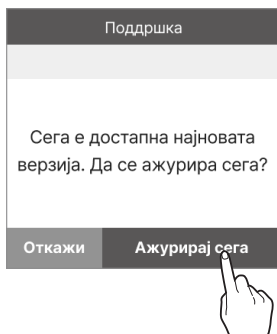 Поддршка
Сега е достапна најновата
верзија. Да се ажурира сега?
Откажи
Ажурирај сега